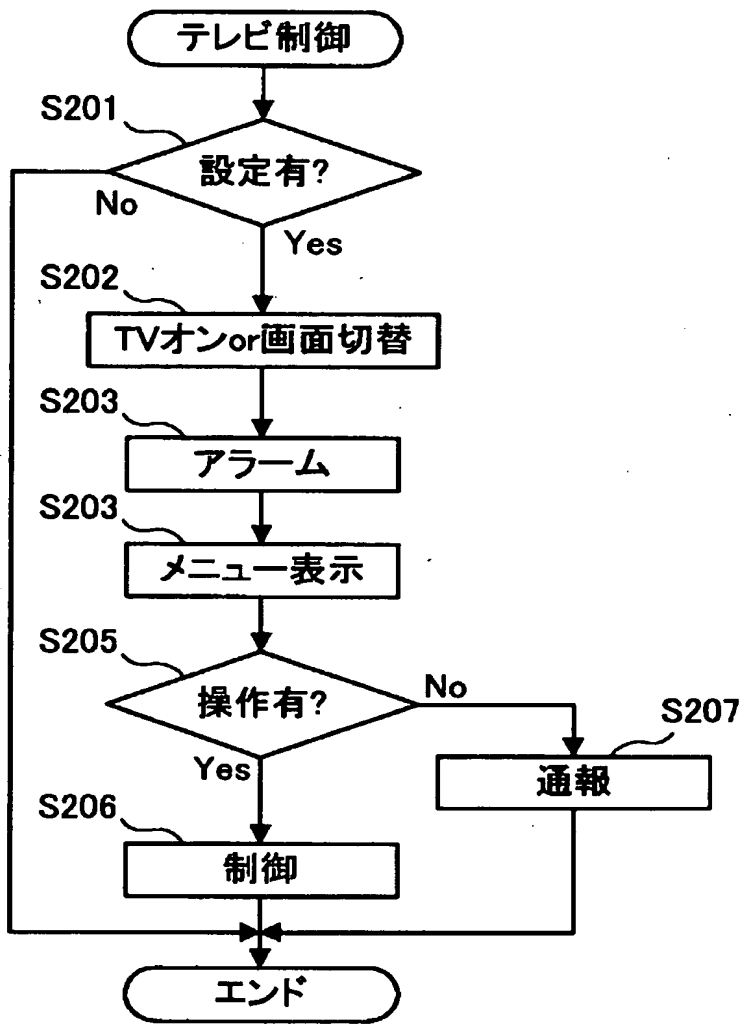 テレビ制御
S201
設定有?
No
Yes
S202
TVオンor画面切替
S203
アラーム
S203
メニュー表示
S205
操作有?
No
S207
Yes
通報
S206
制御
エンド